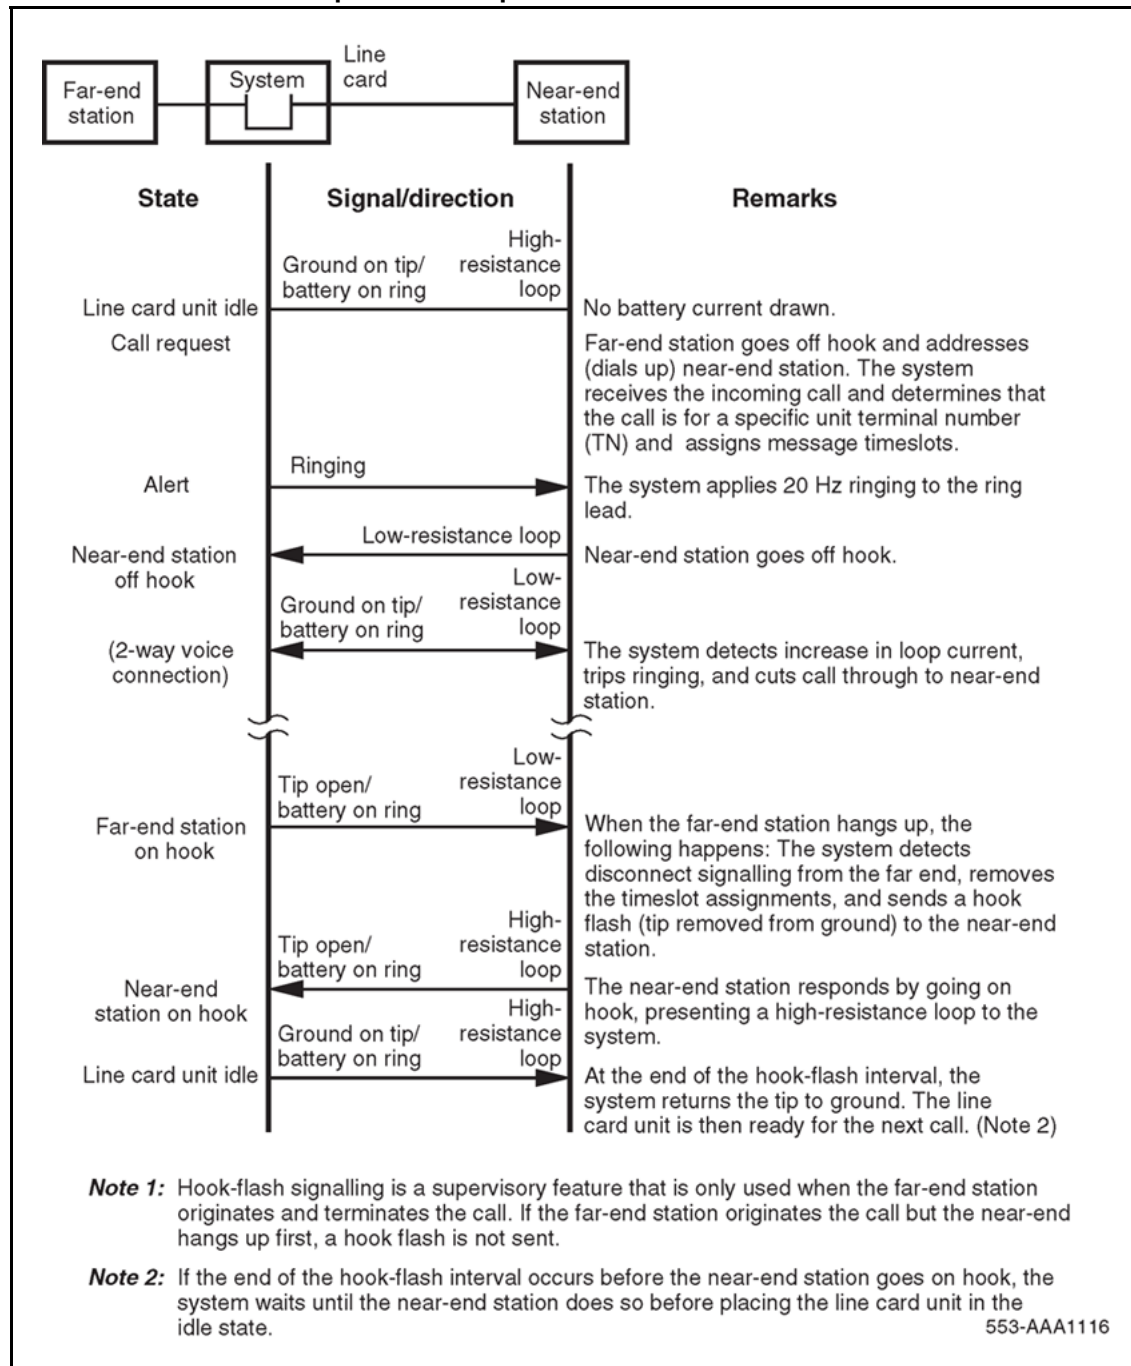 Line
card
System
Far-end
station
Near-end
station
State
Signal/direction
Remarks
High-
resistance
loop
Ground on tip/
battery on ring
Line card unit idle
No battery current drawn.
Call request
Far-end station goes off hook and addresses
(dials up) near-end station. The system
receives the incoming call and determines that
the call is for a specific unit terminal number
(TN) and assigns message timeslots.
Ringing
Alert
The system applies 20 Hz ringing to the ring
lead.
Low-resistance loop
Near-end station
off hook
Near-end station goes off hook.
Low-
resistance
loop
Ground on tip/
battery on ring
(2-way voice
connection)
The system detects increase in loop current,
trips ringing, and cuts call through to near-end
station.
Low-
resistance
loop
Tip open/
battery on ring
Far-end station
on hook
When the far-end station hangs up, the
following happens: The system detects
disconnect signalling from the far end, removes
the timeslot assignments, and sends a hook
flash (tip removed from ground) to the near-end
station.
High-
resistance
loop
Tip open/
battery on ring
Near-end
station on hook
The near-end station responds by going on
hook, presenting a high-resistance loop to the
system.
High-
resistance
loop
Ground on tip/
battery on ring
Line card unit idle
At the end of the hook-flash interval, the
system returns the tip to ground. The line
card unit is then ready for the next call. (Note 2)
Note 1: Hook-flash signalling is a supervisory feature that is only used when the far-end station
originates and terminates the call. If the far-end station originates the call but the near-end
hangs up first, a hook flash is not sent.
Note 2: If the end of the hook-flash interval occurs before the near-end station goes on hook, the
system waits until the near-end station does so before placing the line card unit in the
idle state.
553-AAA1116